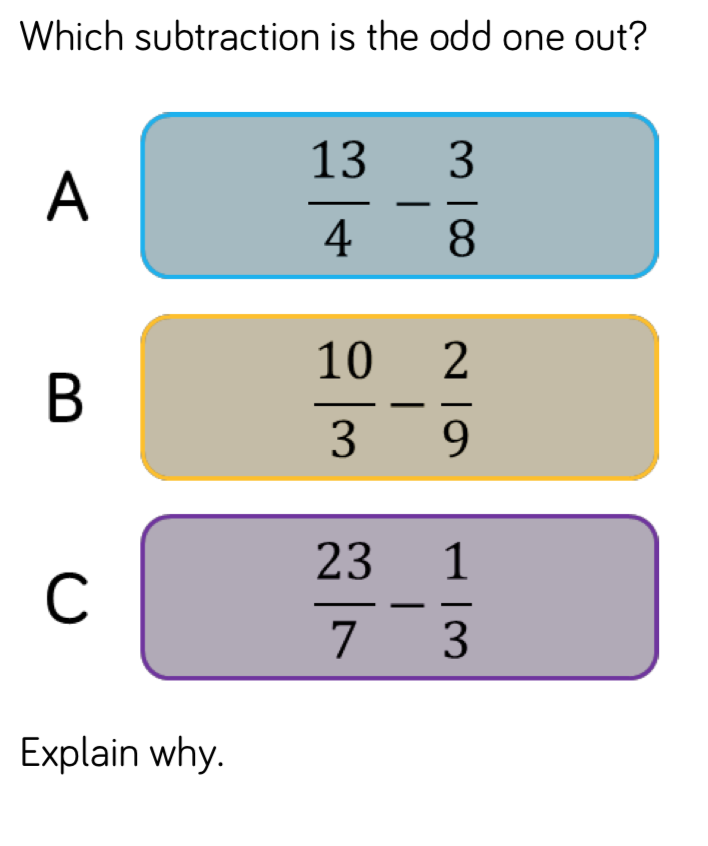 Which subtraction is the odd one out?
A
13/4 − 3/8
B
10/3 − 2/9
C
23/7 − 1/3
Explain why.